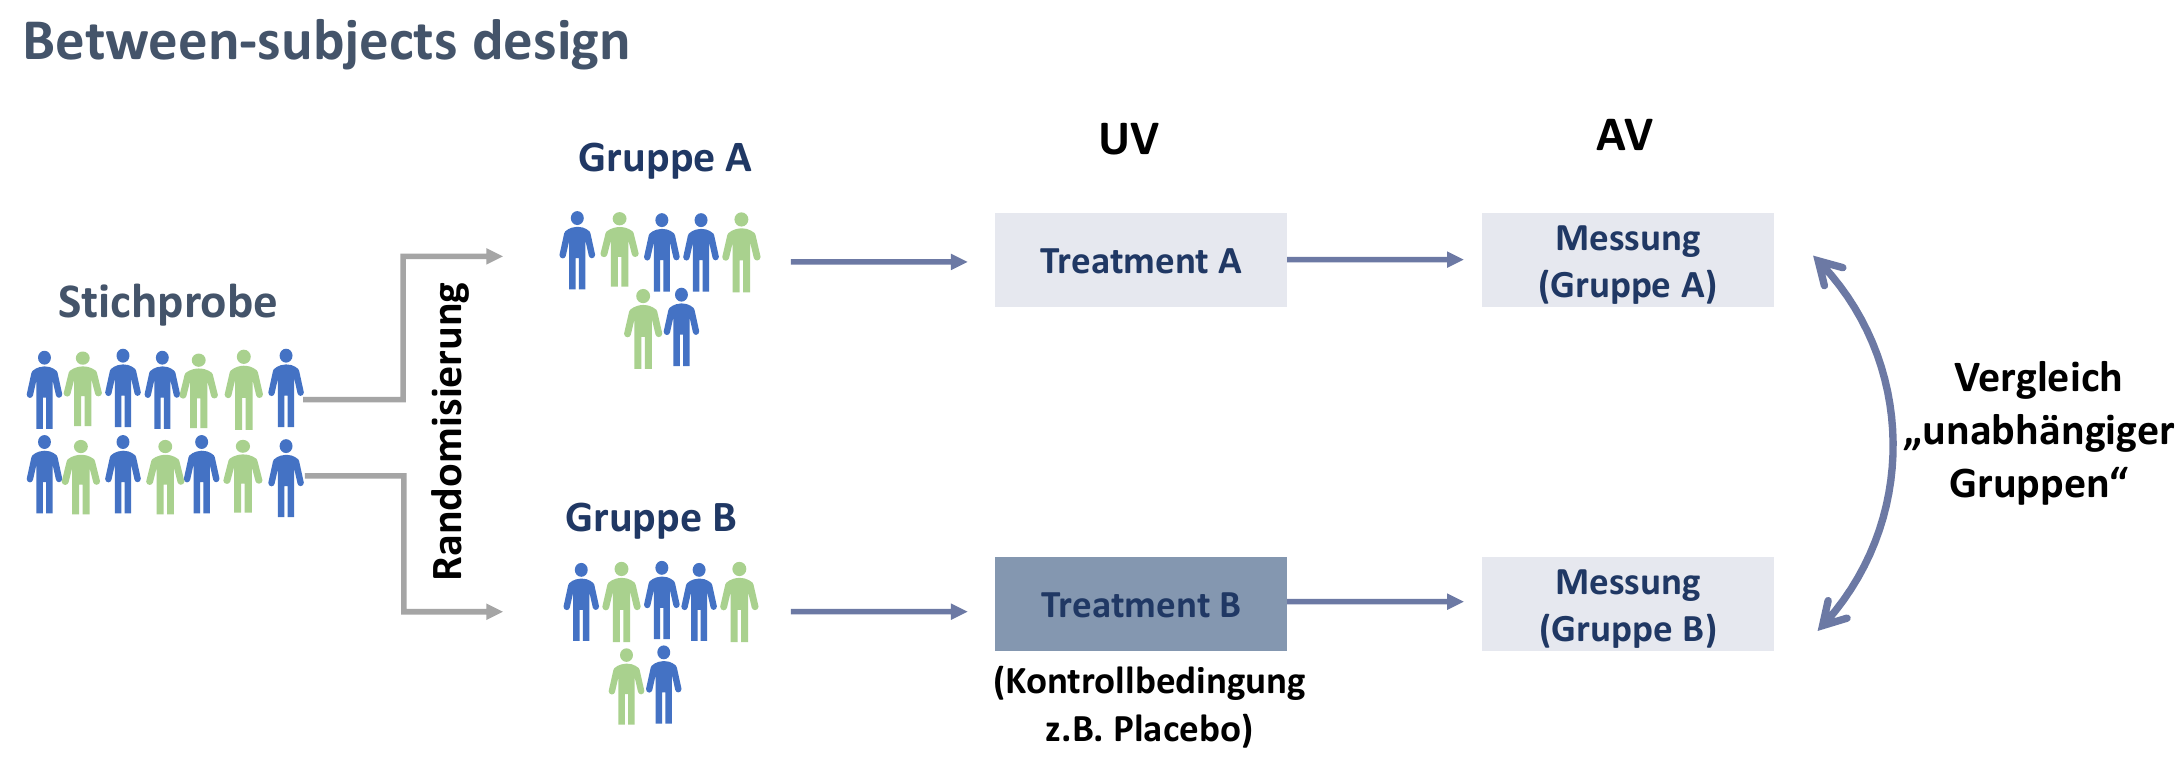 Between-subjects design
UV
AV
Gruppe A
Treatment A
Messung
(Gruppe A)
Stichprobe
Randomisierung
Vergleich
„unabhängiger
Gruppen“
Gruppe B
Treatment B
Messung
(Gruppe B)
(Kontrollbedingung
z.B. Placebo)